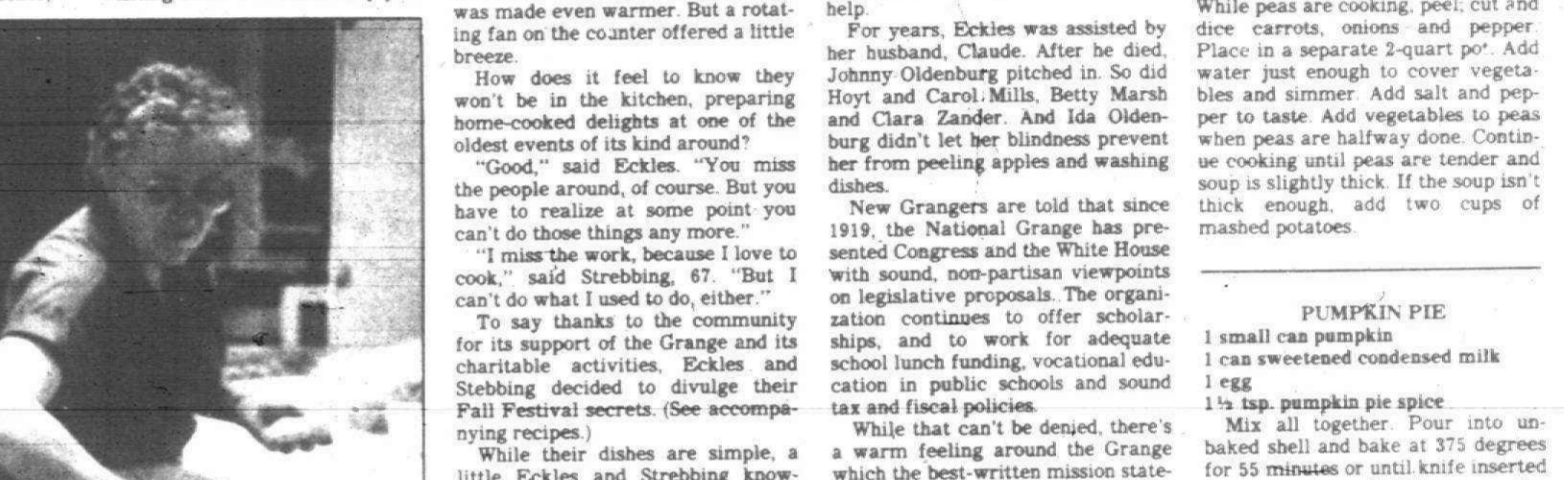 was made even warmer. But a rotat-
ing fan on the counter offered a little
breeze.
How does it feel to know they
won't be in the kitchen, preparing
home-cooked delights at one of the
oldest events of its kind around?
"Good," said Eckles. "You miss
the people around, of course. But you
have to realize at some point you
can't do those things any more."
"I miss the work, because I love to
cook," said Strebbing, 67. "But I
can't do what I used to do, either."
To say thanks to the community
for its support of the Grange and its
charitable activities, Eckles and
Stebbing decided to divulge their
Fall Festival secrets. (See accompa-
nying recipes.)
While their dishes are simple, a
little Eckles and Strebbing know-
help.
For years, Eckles was assisted by
her husband, Claude. After he died,
Johnny Oldenburg pitched in. So did
Hoyt and Carol Mills, Betty Marsh
and Clara Zander. And Ida Olden-
burg didn't let her blindness prevent
her from peeling apples and washing
dishes.
New Grangers are told that since
1919, the National Grange has pre-
sented Congress and the White House
with sound, non-partisan viewpoints
on legislative proposals. The organi-
zation continues to offer scholar-
ships, and to work for adequate
school lunch funding, vocational edu-
cation in public schools and sound
tax and fiscal policies.
While that can't be denied, there's
a warm feeling around the Grange
which the best-written mission state-
While peas are cooking, peel, cut and
dice carrots, onions and pepper.
Place in a separate 2-quart pot. Add
water just enough to cover vegeta-
bles and simmer. Add salt and pep-
per to taste. Add vegetables to peas
when peas are halfway done. Contin-
ue cooking until peas are tender and
soup is slightly thick. If the soup isn't
thick enough, add two cups of
mashed potatoes.
PUMPKIN PIE
1 small can pumpkin
1 can sweetened condensed milk
1 egg
1½ tsp. pumpkin pie spice
Mix all together. Pour into un-
baked shell and bake at 375 degrees
for 55 minutes or until knife inserted